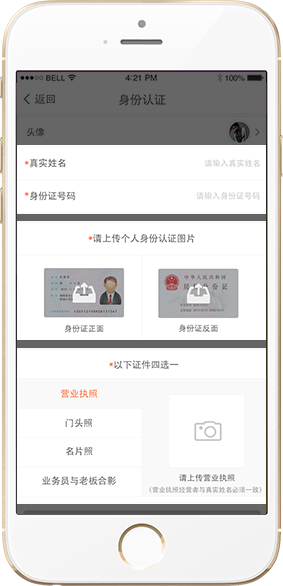 BELL 4:21 PM 100%
返回 身份认证
头像
*真实姓名 请输入真实姓名
*身份证号码 请输入身份证号码
*请上传个人身份认证图片
中华人民共和国
居民身份证
身份证正面 身份证反面
*以下证件四选一
营业执照
门头照
名片照
业务员与老板合影
请上传营业执照
(营业执照经营者与真实姓名必须一致)